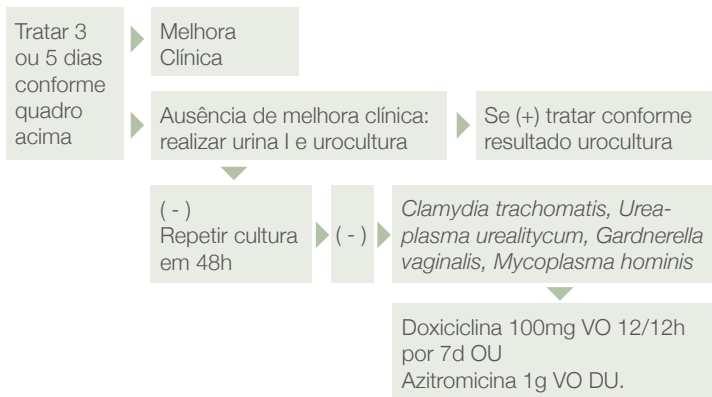 Tratar 3
ou 5 dias
conforme
quadro
acima
Melhora
Clínica
Ausência de melhora clínica:
realizar urina I e urocultura
Se (+) tratar conforme
resultado urocultura
( - )
Repetir cultura
em 48h
( - )
Clamydia trachomatis, Urea-
plasma urealitycum, Gardnerella
vaginalis, Mycoplasma hominis
Doxiciclina 100mg VO 12/12h
por 7d OU
Azitromicina 1g VO DU.